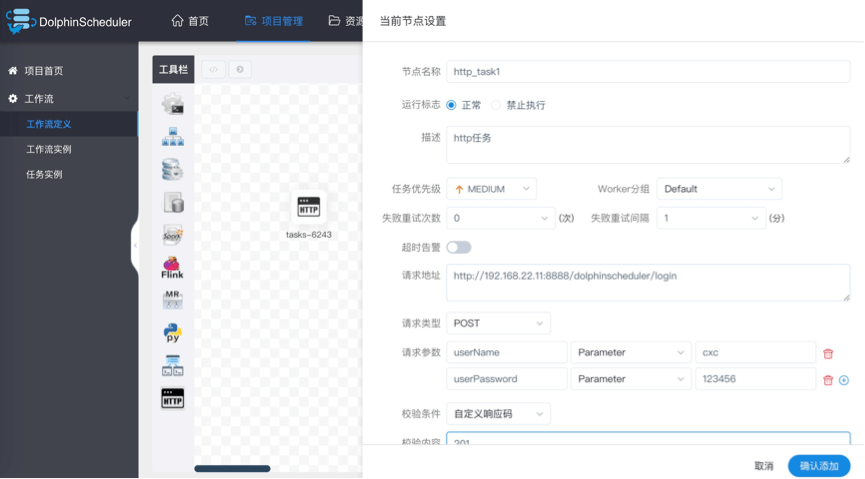 DolphinScheduler
首页
项目管理
资源
当前节点设置
项目首页
工作流
工作流定义
工作流实例
任务实例
工具栏
Spark
Flink
MR
py
HTTP
HTTP
tasks-6243
节点名称 http_task1
运行标志 正常 禁止执行
描述 http任务
任务优先级 MEDIUM Worker分组 Default
失败重试次数 0 (次) 失败重试间隔 1 (分)
超时告警
请求地址 http://192.168.22.11:8888/dolphinscheduler/login
请求类型 POST
请求参数 userName Parameter cxc
userPassword Parameter 123456
校验条件 自定义响应码
校验内容 201
取消 确认添加